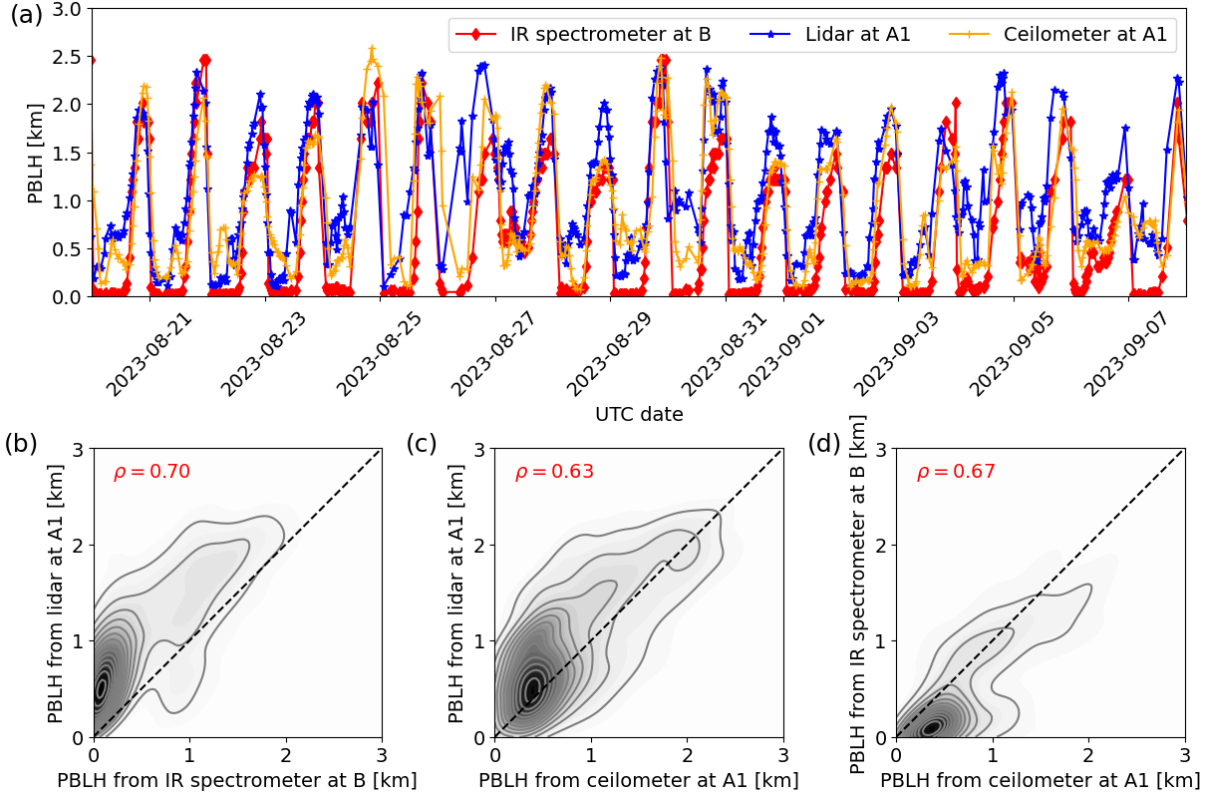 (a)
IR spectrometer at B
Lidar at A1
Ceilometer at A1
PBLH [km]
3.0
2.5
2.0
1.5
1.0
0.5
0.0
2023-08-21
2023-08-23
2023-08-25
2023-08-27
2023-08-29
2023-08-31
2023-09-01
2023-09-03
2023-09-05
2023-09-07
UTC date
(b)
ρ = 0.70
PBLH from lidar at A1 [km]
3
2
1
0
0 1 2 3
PBLH from IR spectrometer at B [km]
(c)
ρ = 0.63
PBLH from lidar at A1 [km]
3
2
1
0
0 1 2 3
PBLH from ceilometer at A1 [km]
(d)
ρ = 0.67
PBLH from IR spectrometer at B [km]
3
2
1
0
0 1 2 3
PBLH from ceilometer at A1 [km]